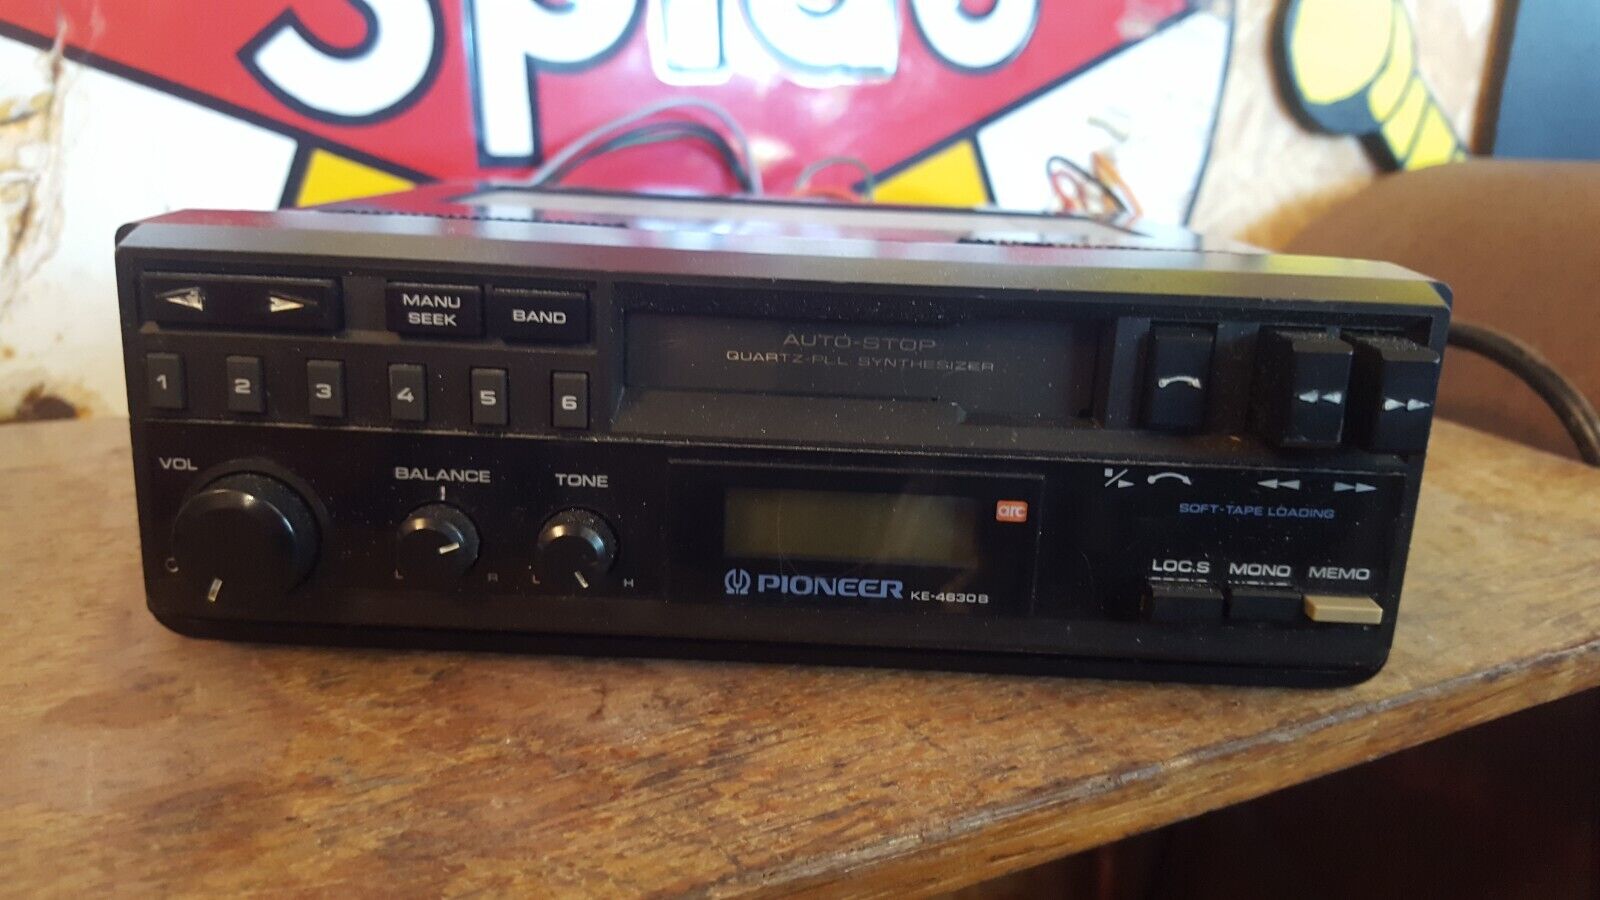 Spido
MANU
SEEK
BAND
AUTO-STOP
QUARTZ-PLL SYNTHESIZER
1 2 3 4 5 6
VOL
BALANCE
L R
TONE
L H
arc
PIONEER KE-4630B
SOFT-TAPE LOADING
LOC.S MONO MEMO